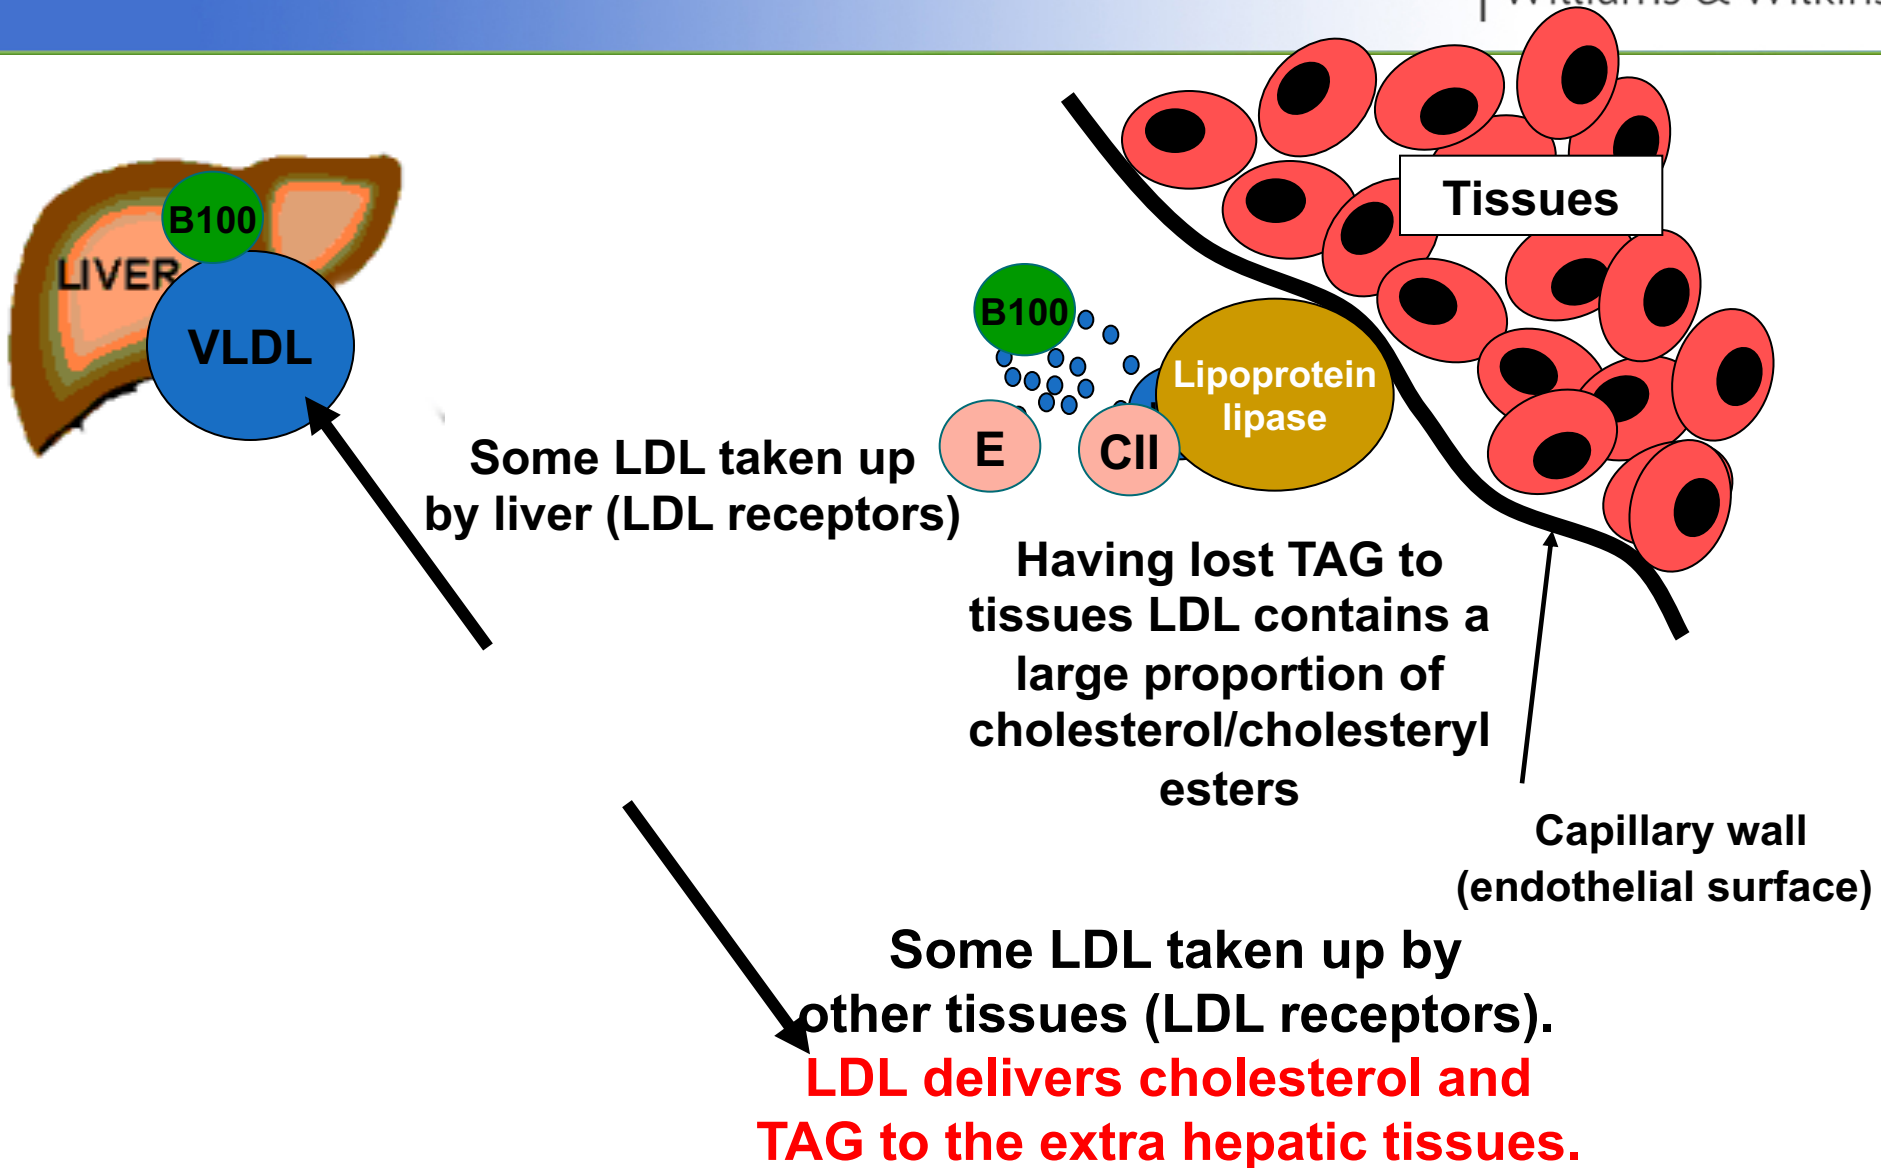 Williams & Wilkins
Tissues
B100
LIVER
VLDL
B100
Lipoprotein
lipase
E
CII
Some LDL taken up
by liver (LDL receptors)
Having lost TAG to
tissues LDL contains a
large proportion of
cholesterol/cholesteryl
esters
Capillary wall
(endothelial surface)
Some LDL taken up by
other tissues (LDL receptors).
LDL delivers cholesterol and
TAG to the extra hepatic tissues.